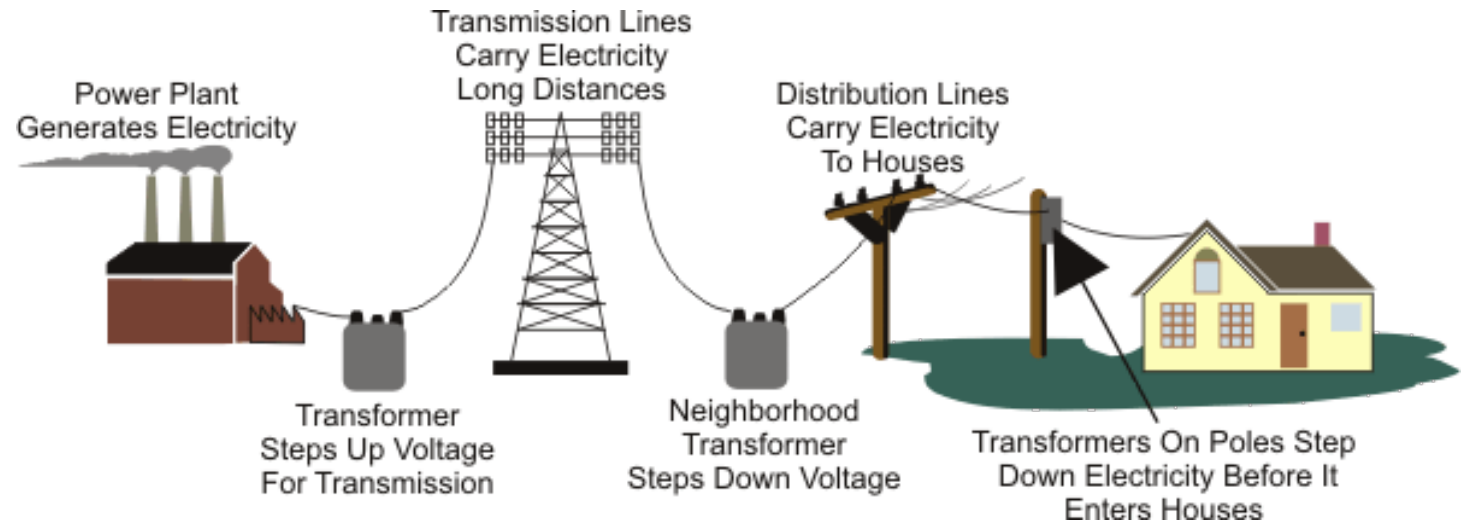 Power Plant
Generates Electricity
Transmission Lines
Carry Electricity
Long Distances
Distribution Lines
Carry Electricity
To Houses
Transformer
Steps Up Voltage
For Transmission
Neighborhood
Transformer
Steps Down Voltage
Transformers On Poles Step
Down Electricity Before It
Enters Houses